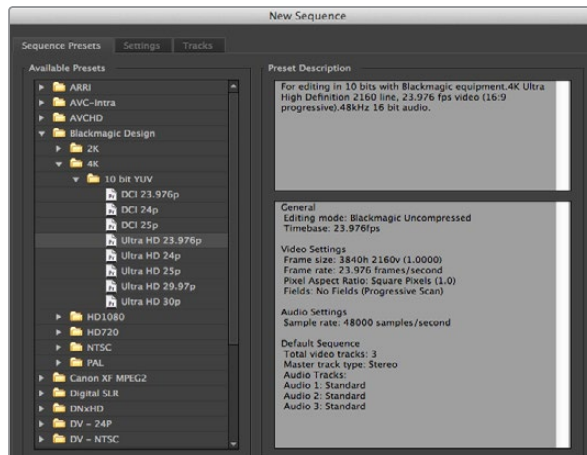 New Sequence
Sequence Presets
Settings
Tracks
Available Presets
ARRI
AVC-Intra
AVCHD
Blackmagic Design
2K
4K
10 bit YUV
DCI 23.976p
DCI 24p
DCI 25p
Ultra HD 23.976p
Ultra HD 24p
Ultra HD 25p
Ultra HD 29.97p
Ultra HD 30p
HD1080
HD720
NTSC
PAL
Canon XF MPEG2
Digital SLR
DNxHD
DV - 24P
DV - NTSC
Preset Description
For editing in 10 bits with Blackmagic equipment.4K Ultra
High Definition 2160 line, 23.976 fps video (16:9
progressive).48kHz 16 bit audio.
General
Editing mode: Blackmagic Uncompressed
Timebase: 23.976fps
Video Settings
Frame size: 3840h 2160v (1.0000)
Frame rate: 23.976 frames/second
Pixel Aspect Ratio: Square Pixels (1.0)
Fields: No Fields (Progressive Scan)
Audio Settings
Sample rate: 48000 samples/second
Default Sequence
Total video tracks: 3
Master track type: Stereo
Audio Tracks:
Audio 1: Standard
Audio 2: Standard
Audio 3: Standard